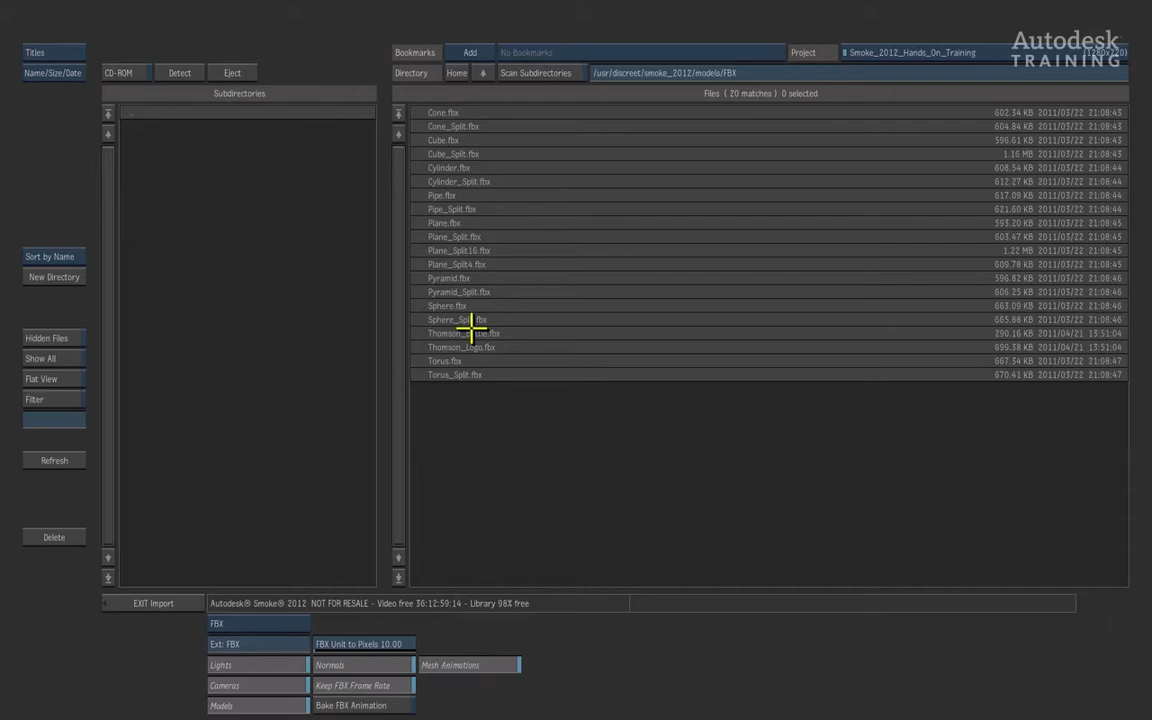 Titles
Bookmarks Add No Bookmarks Project Smoke_2012_Hands_On_Training (1280x720)
Autodesk
TRAINING
Name/Size/Date CD-ROM Detect Eject Directory Home Scan Subdirectories /usr/discreet/smoke_2012/models/FBX
Subdirectories Files ( 20 matches ) 0 selected
..
Cone.fbx 602.34 KB 2011/03/22 21:08:43
Cone_Split.fbx 604.84 KB 2011/03/22 21:08:43
Cube.fbx 596.61 KB 2011/03/22 21:08:43
Cube_Split.fbx 1.16 MB 2011/03/22 21:08:43
Cylinder.fbx 608.54 KB 2011/03/22 21:08:44
Cylinder_Split.fbx 612.27 KB 2011/03/22 21:08:44
Pipe.fbx 617.09 KB 2011/03/22 21:08:44
Pipe_Split.fbx 621.60 KB 2011/03/22 21:08:44
Plane.fbx 593.20 KB 2011/03/22 21:08:45
Plane_Split.fbx 603.47 KB 2011/03/22 21:08:45
Plane_Split16.fbx 1.22 MB 2011/03/22 21:08:45
Plane_Split4.fbx 609.78 KB 2011/03/22 21:08:45
Pyramid.fbx 596.82 KB 2011/03/22 21:08:46
Pyramid_Split.fbx 606.25 KB 2011/03/22 21:08:46
Sphere.fbx 663.09 KB 2011/03/22 21:08:46
Sphere_Split.fbx 665.88 KB 2011/03/22 21:08:46
290.16 KB 2011/04/21 13:51:04
Thomson_Logo.fbx 699.38 KB 2011/04/21 13:51:04
Torus.fbx 667.34 KB 2011/03/22 21:08:47
Torus_Split.fbx 670.41 KB 2011/03/22 21:08:47
Sort by Name
New Directory
Hidden Files
Show All
Flat View
Filter
Refresh
Delete
EXIT Import Autodesk® Smoke® 2012 NOT FOR RESALE - Video free 36:12:59:14 - Library 98% free
FBX
Ext: FBX FBX Unit to Pixels 10.00
Lights Normals Mesh Animations
Cameras Keep FBX Frame Rate
Models Bake FBX Animation